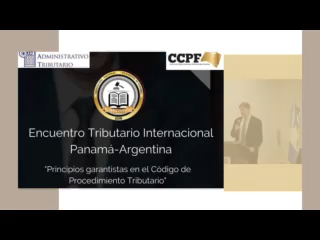 ADMINISTRATIVO
TRIBUTARIO
CCPF
Encuentro Tributario Internacional
Panamá-Argentina
"Principios garantistas en el Código de
Procedimiento Tributario"